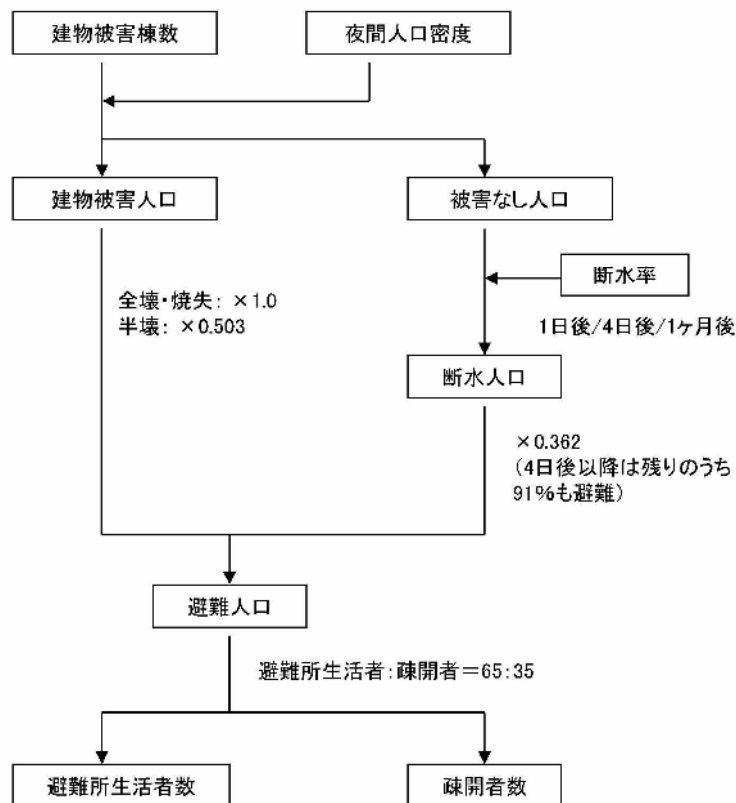 建物被害棟数
夜間人口密度
建物被害人口
被害なし人口
全壊・焼失: ×1.0
半壊: ×0.503
断水率
1日後/4日後/1ヶ月後
断水人口
×0.362
(4日後以降は残りのうち
91%も避難)
避難人口
避難所生活者:疎開者=65:35
避難所生活者数
疎開者数